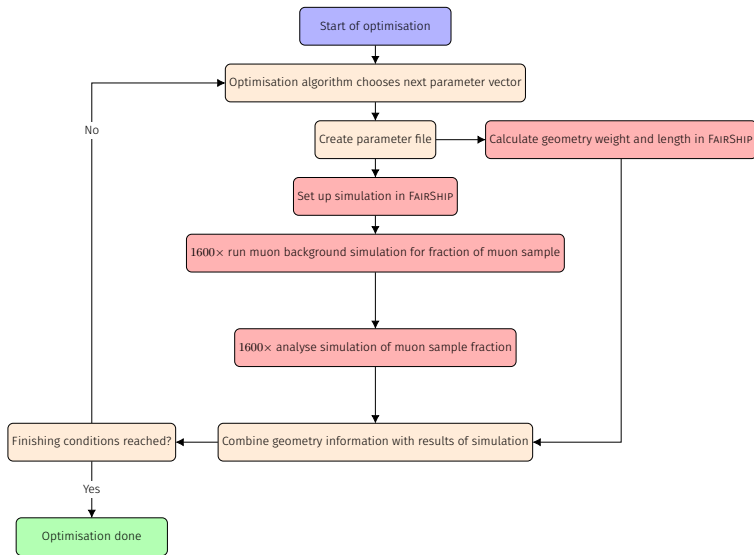 Start of optimisation
Optimisation algorithm chooses next parameter vector
No
Create parameter file
Calculate geometry weight and length in FAIRSHIP
Set up simulation in FAIRSHIP
1600× run muon background simulation for fraction of muon sample
1600× analyse simulation of muon sample fraction
Finishing conditions reached?
Combine geometry information with results of simulation
Yes
Optimisation done